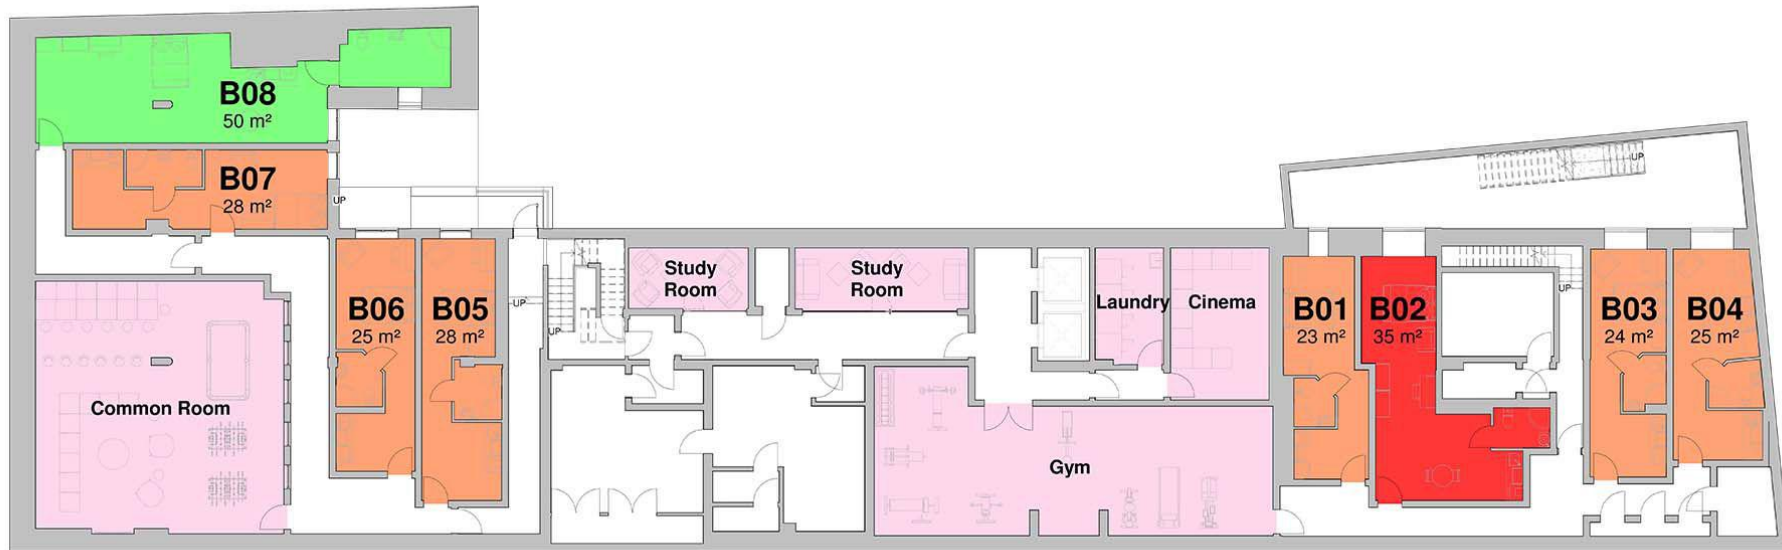 B08
50 m²
B07
28 m²
UP
B06
25 m²
B05
28 m²
UP
UP
Study
Room
Study
Room
Laundry
Cinema
Common Room
Gym
B01
23 m²
B02
35 m²
UP
UP
B03
24 m²
B04
25 m²